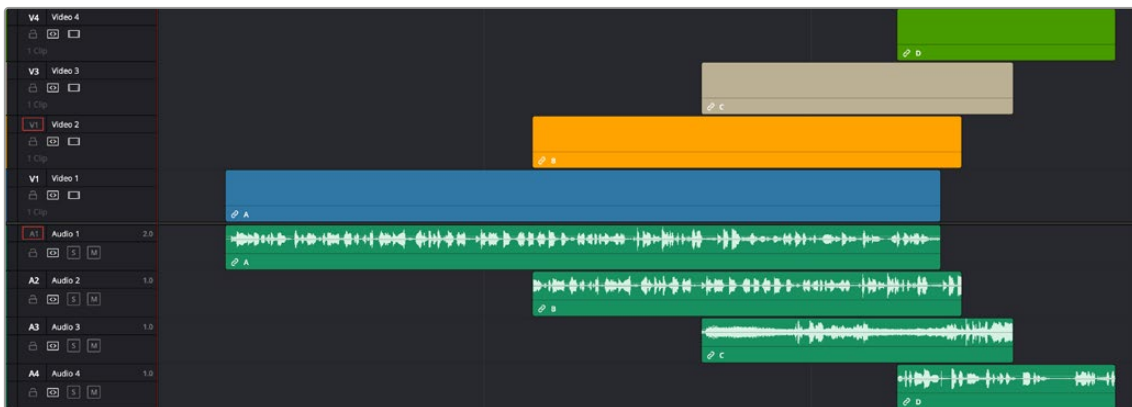 V4 Video 4
1 Clip
D
V3 Video 3
1 Clip
C
V1 Video 2
1 Clip
B
V1 Video 1
1 Clip
A
A1 Audio 1 2.0
S M
A
A2 Audio 2 1.0
S M
B
A3 Audio 3 1.0
S M
C
A4 Audio 4 1.0
S M
D